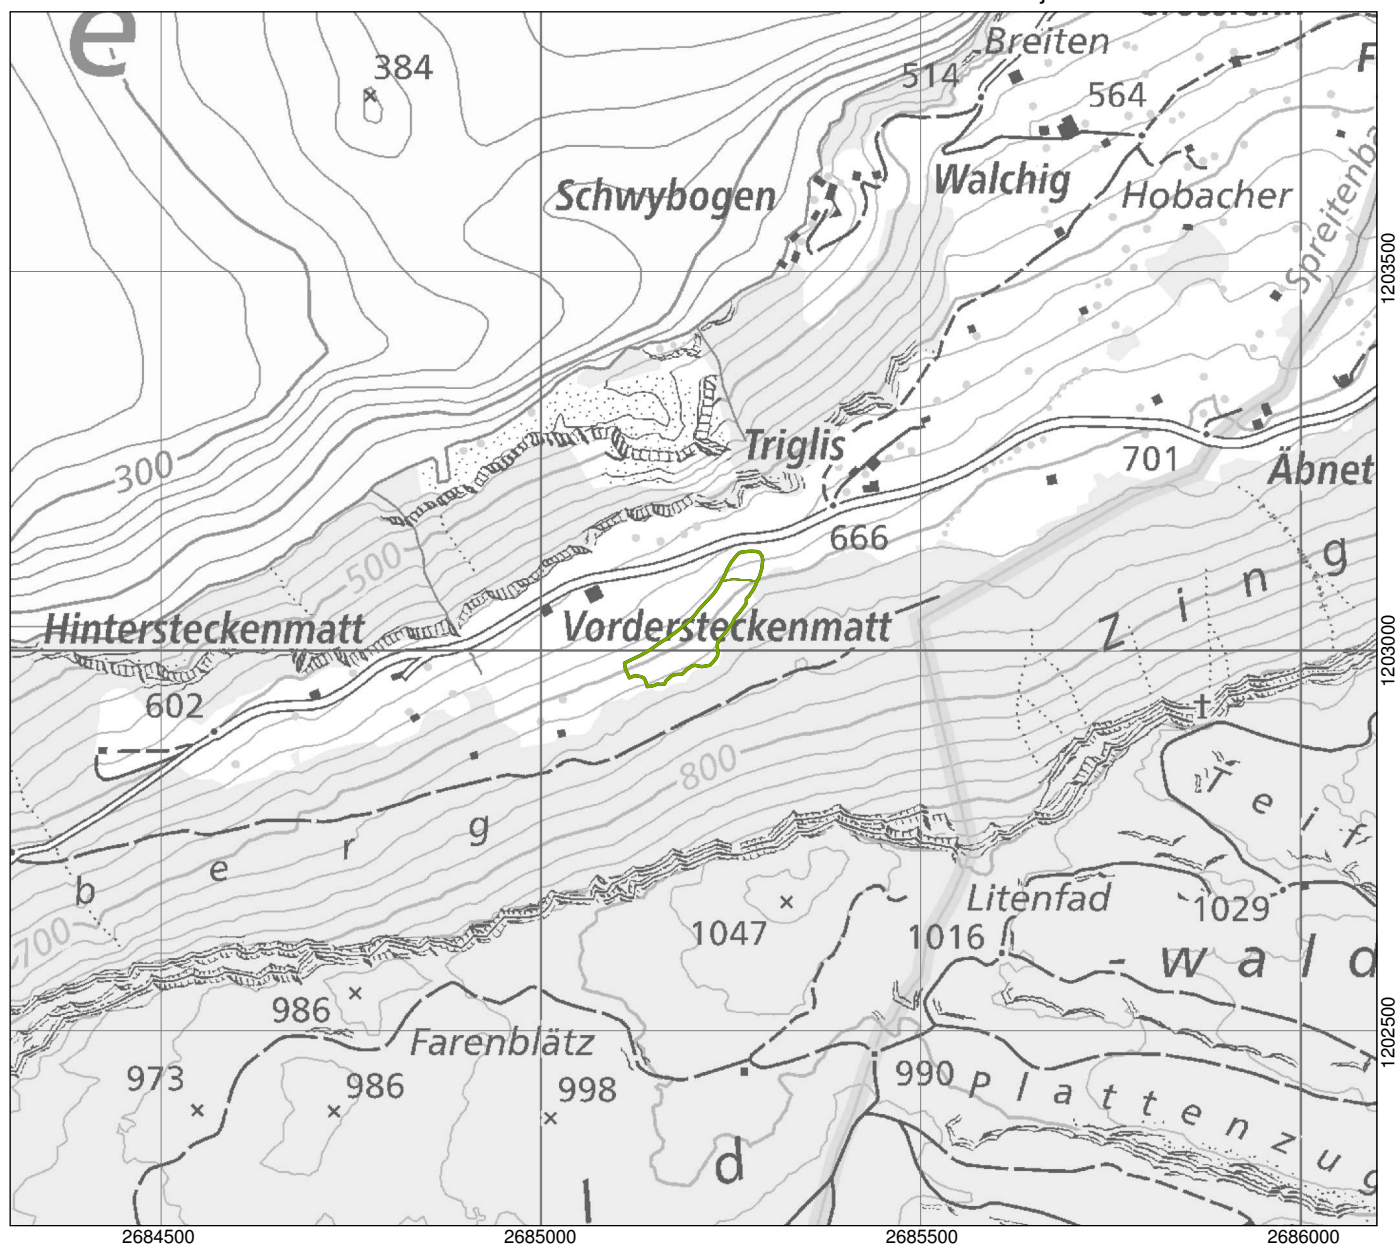 e
384
Breiten
514
564
F
Schwybogen
Walchig
Hobacher
Spreitenba
1203500
300
Triglis
701
Äbnet
666
500
Hintersteckenmatt
Vordersteckenmatt
Z i n g
1203000
602
800
b e r g
T e i f
700
1047
Litenfad
1016
1029
- w a l d
986
Farenblätz
973
986
998
990
P l a t t e n z u g
1202500
l d
2684500
2685000
2685500
2686000